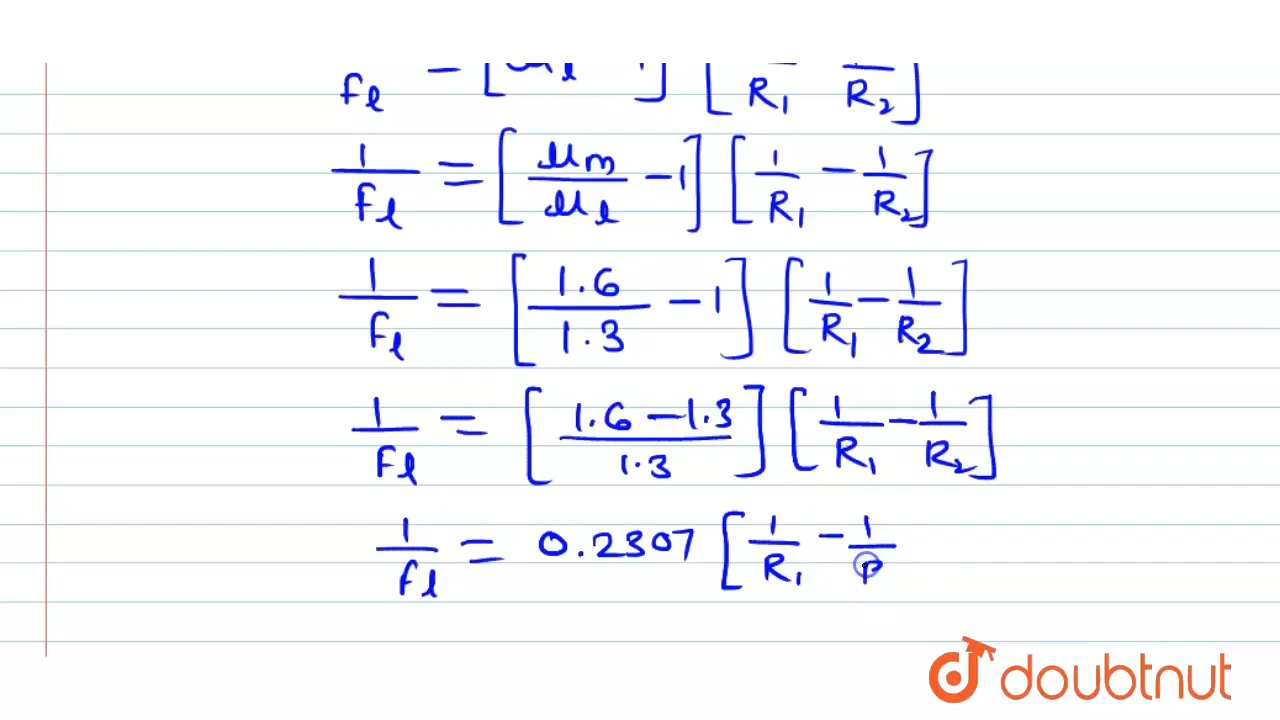 1/fℓ = [μm/μℓ − 1] [1/R₁ − 1/R₂]
1/fℓ = [1.6/1.3 − 1] [1/R₁ − 1/R₂]
1/fℓ = [1.6 − 1.3/1.3] [1/R₁ − 1/R₂]
1/fℓ = 0.2307 [1/R₁ − 1/
doubtnut